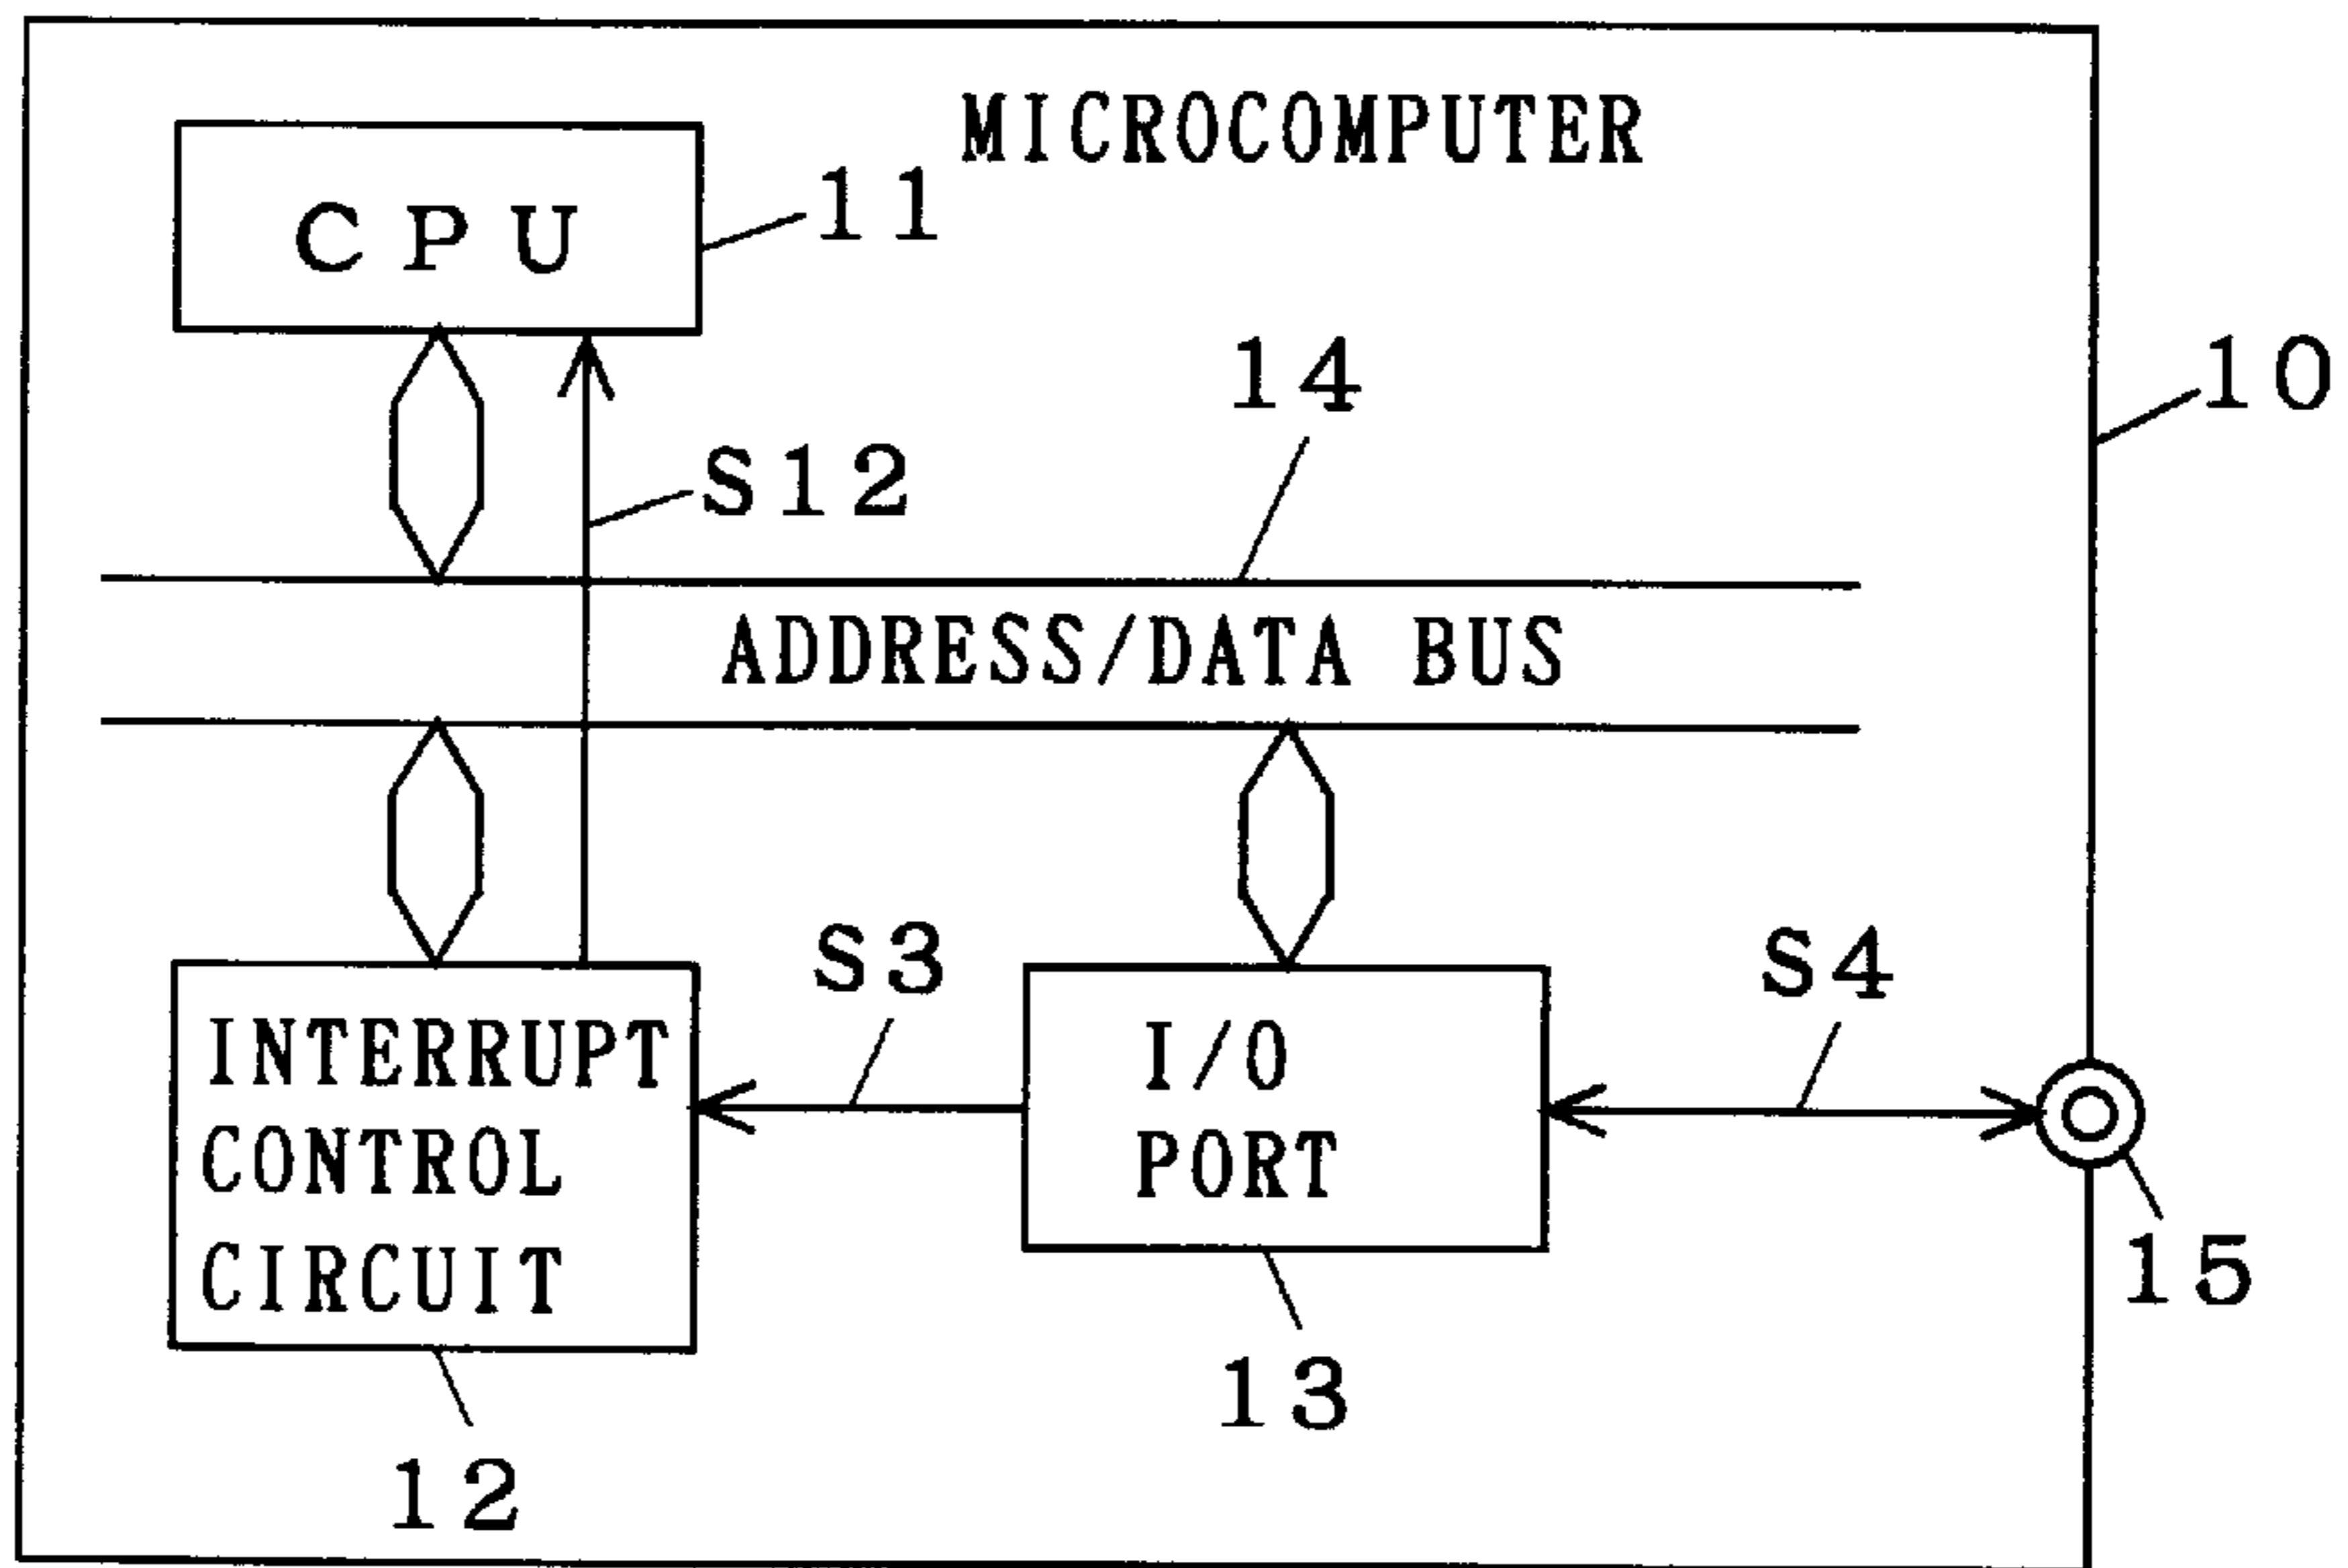 MICROCOMPUTER
CPU
11
14
10
S12
ADDRESS/DATA BUS
S3
S4
INTERRUPT
CONTROL
CIRCUIT
I/O
PORT
15
13
12